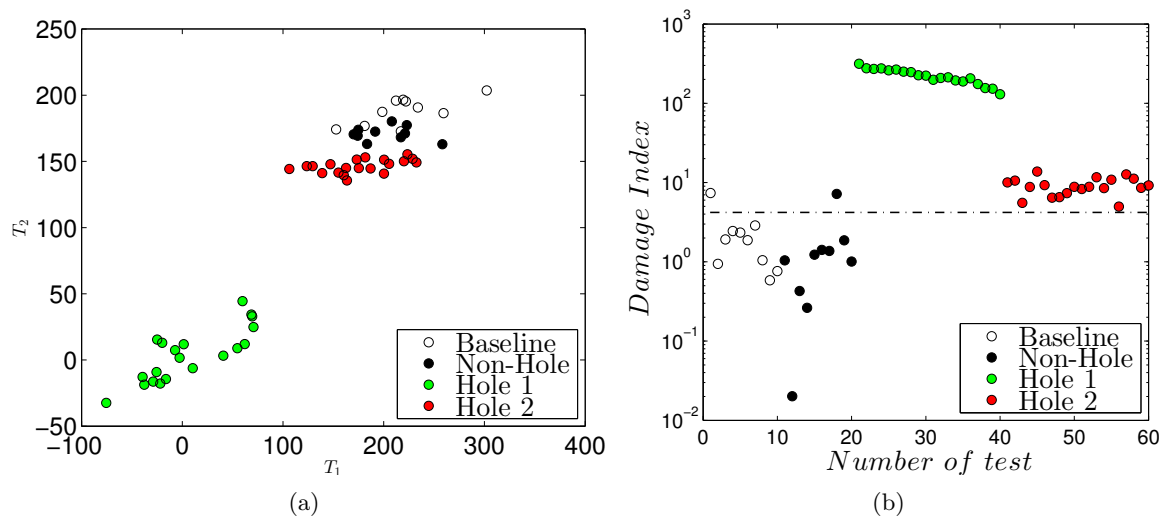 250
200
150
100
50
0
−50
−100
0
100
200
300
400
T2
T1
Baseline
Non-Hole
Hole 1
Hole 2
(a)
10^3
10^2
10^1
10^0
10^−1
10^−2
0
10
20
30
40
50
60
Damage Index
Number of test
Baseline
Non-Hole
Hole 1
Hole 2
(b)